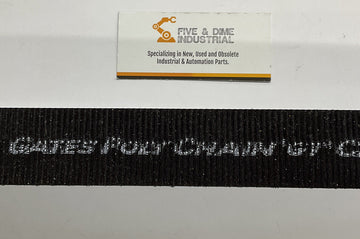 FIVE & DIME
INDUSTRIAL
Specializing in New, Used and Obsolete
Industrial & Automation Parts.
GATES POLY CHAIN GT C